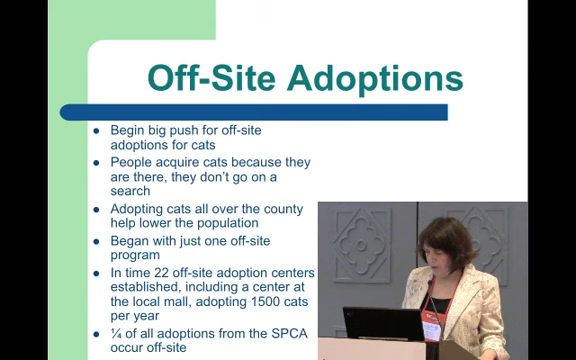 Off-Site Adoptions
Begin big push for off-site
adoptions for cats
People acquire cats because they
are there, they don't go on a
search
Adopting cats all over the county
help lower the population
Began with just one off-site
program
In time 22 off-site adoption centers
established, including a center at
the local mall, adopting 1500 cats
per year
¼ of all adoptions from the SPCA
occur off-site